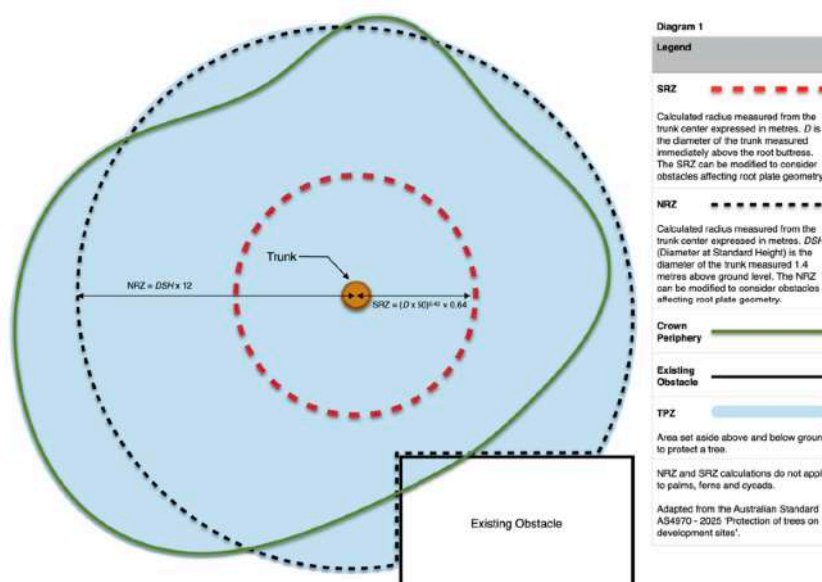 Trunk
NRZ = DSH x 12
SRZ = (D x 50)^0.42 x 0.64
Existing Obstacle
Diagram 1
Legend
SRZ
Calculated radius measured from the
trunk center expressed in metres. D is
the diameter of the trunk measured
immediately above the root buttress.
The SRZ can be modified to consider
obstacles affecting root plate geometry
NRZ
Calculated radius measured from the
trunk center expressed in metres. DSH
(Diameter at Standard Height) is the
diameter of the trunk measured 1.4
metres above ground level. The NRZ
can be modified to consider obstacles
affecting root plate geometry.
Crown
Periphery
Existing
Obstacle
TPZ
Area set aside above and below groun
to protect a tree.
NRZ and SRZ calculations do not appl
to palms, ferns and cycads.
Adapted from the Australian Standard
AS4970 - 2025 'Protection of trees on
development sites'.